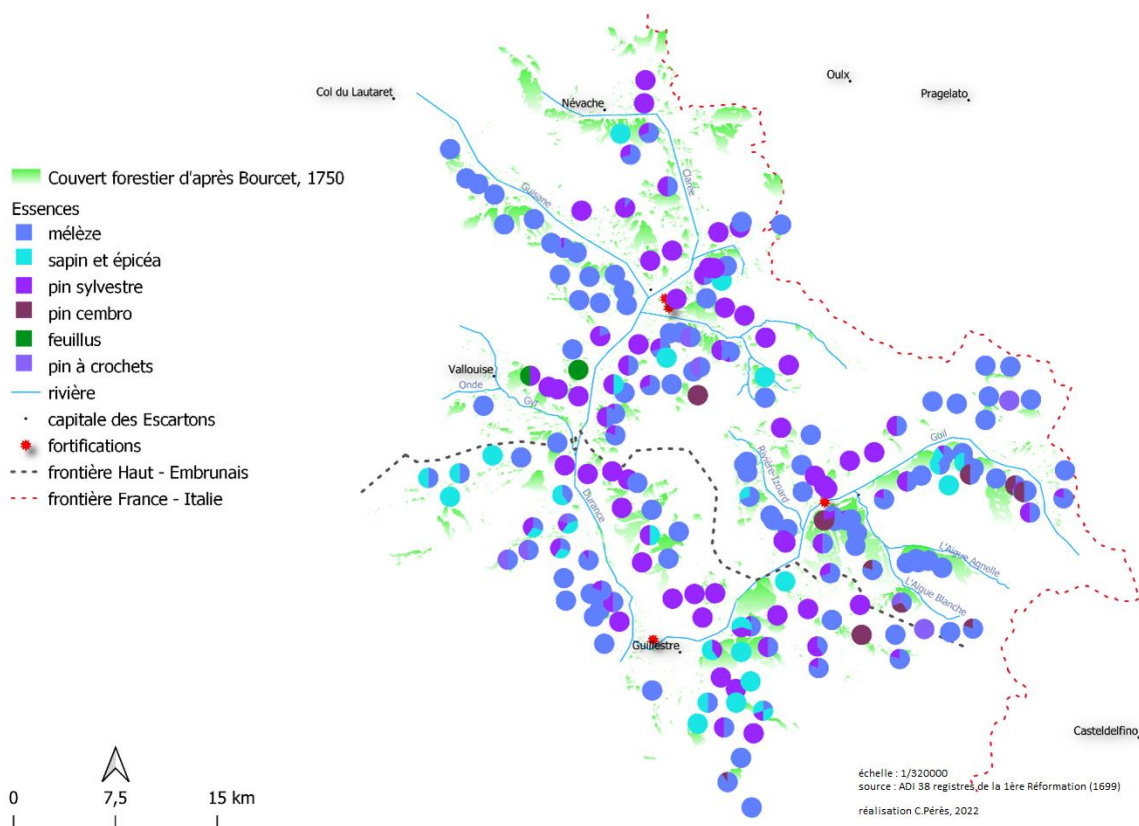 Oulx
Col du Lautaret
Pragelato
Névache
Couvert forestier d'après Bourcet, 1750
Essences
mélèze
sapin et épicéa
pin sylvestre
pin cembro
feuillus
pin à crochets
rivière
capitale des Escartons
fortifications
frontière Haut - Embrunais
frontière France - Italie
Guisane
Clarée
Vallouise
Onde
Gyr
Durance
Rivière-Izoard
Guil
L'Aigue Agnelle
L'Aigue Blanche
Guillestre
Casteldelfino
0 7,5 15 km
échelle : 1/320000
source : ADI 38 registres de la 1ère Réformation (1699)
réalisation C.Pérès, 2022